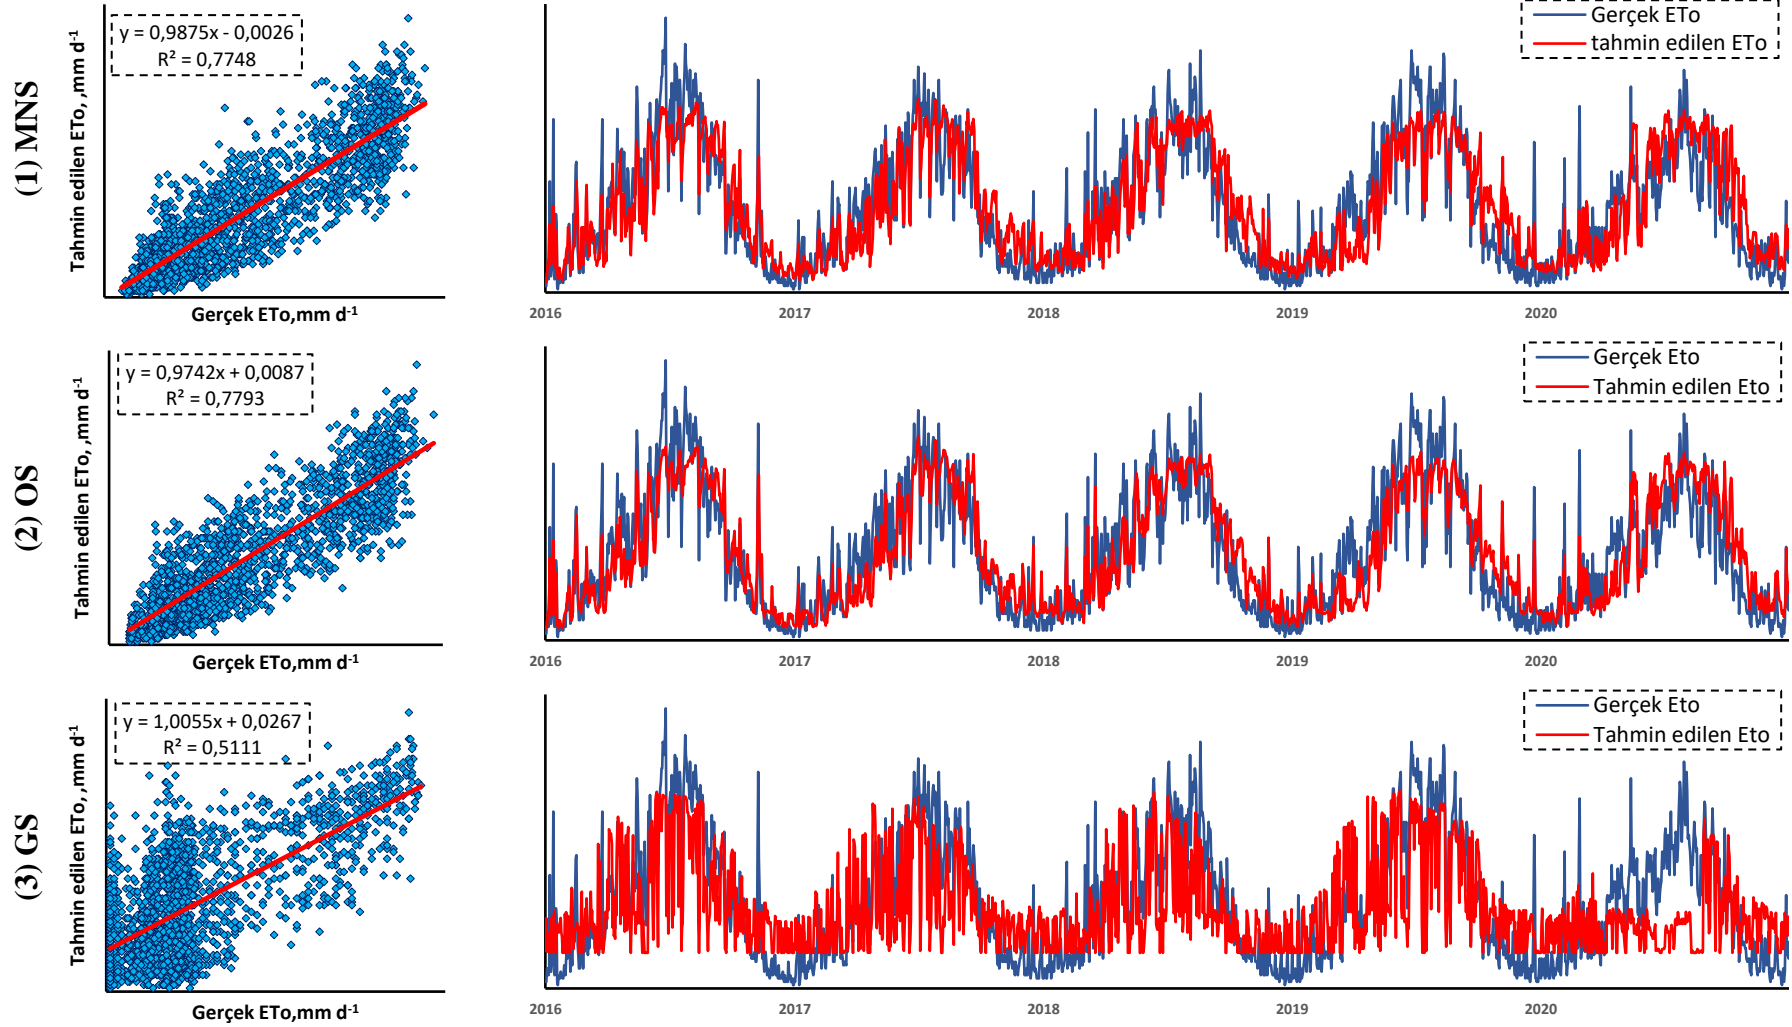 (1) MNS
Tahmin edilen ETo, ,mm d-1
y = 0,9875x - 0,0026
R² = 0,7748
Gerçek ETo,mm d-1
Gerçek ETo
tahmin edilen ETo
2016 2017 2018 2019 2020
(2) OS
Tahmin edilen ETo, ,mm d-1
y = 0,9742x + 0,0087
R² = 0,7793
Gerçek ETo,mm d-1
Gerçek Eto
Tahmin edilen Eto
2016 2017 2018 2019 2020
(3) GS
Tahmin edilen ETo, ,mm d-1
y = 1,0055x + 0,0267
R² = 0,5111
Gerçek ETo,mm d-1
Gerçek Eto
Tahmin edilen Eto
2016 2017 2018 2019 2020